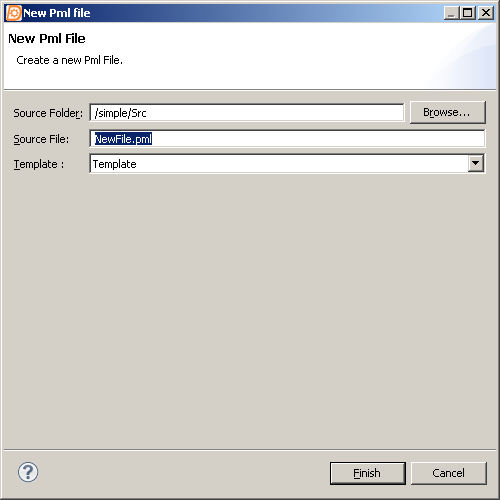 New Pml file
New Pml File
Create a new Pml File.
Source Folder: /simple/Src Browse...
Source File: NewFile.pml
Template : Template
? Finish Cancel